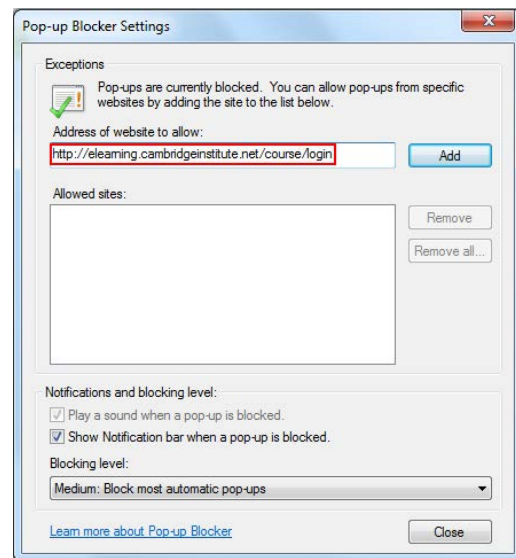 Pop-up Blocker Settings
Exceptions
Pop-ups are currently blocked. You can allow pop-ups from specific
websites by adding the site to the list below.
Address of website to allow:
http://elearning.cambridgeinstitute.net/course/login
Add
Allowed sites:
Remove
Remove all...
Notifications and blocking level:
Play a sound when a pop-up is blocked.
Show Notification bar when a pop-up is blocked.
Blocking level:
Medium: Block most automatic pop-ups
Learn more about Pop-up Blocker
Close